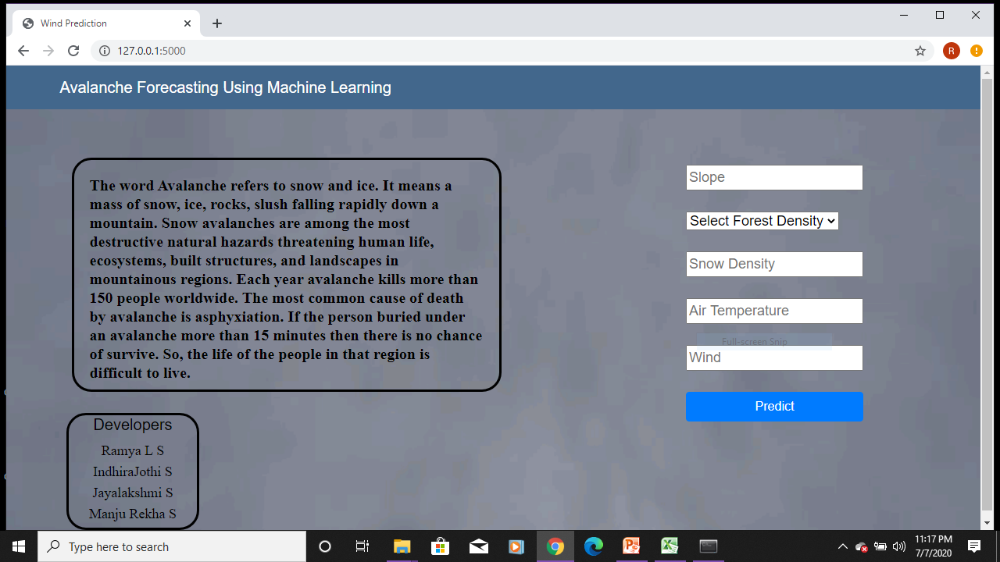 Wind Prediction
127.0.0.1:5000
R
Avalanche Forecasting Using Machine Learning
The word Avalanche refers to snow and ice. It means a
mass of snow, ice, rocks, slush falling rapidly down a
mountain. Snow avalanches are among the most
destructive natural hazards threatening human life,
ecosystems, built structures, and landscapes in
mountainous regions. Each year avalanche kills more than
150 people worldwide. The most common cause of death
by avalanche is asphyxiation. If the person buried under
an avalanche more than 15 minutes then there is no chance
of survive. So, the life of the people in that region is
difficult to live.
Slope
Select Forest Density
Snow Density
Air Temperature
Full-screen Snip
Wind
Predict
Developers
Ramya L S
IndhiraJothi S
Jayalakshmi S
Manju Rekha S
Type here to search
11:17 PM
7/7/2020